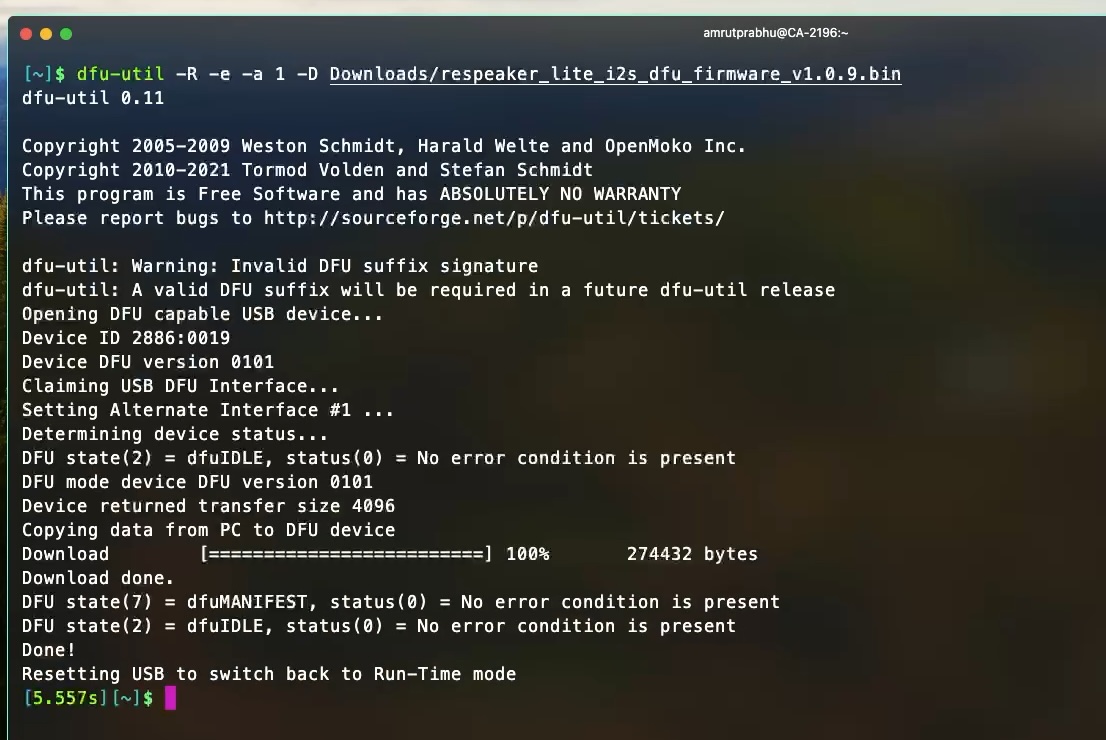 amrutprabhu@CA-2196:~
[~]$ dfu-util -R -e -a 1 -D Downloads/respeaker_lite_i2s_dfu_firmware_v1.0.9.bin
dfu-util 0.11
Copyright 2005-2009 Weston Schmidt, Harald Welte and OpenMoko Inc.
Copyright 2010-2021 Tormod Volden and Stefan Schmidt
This program is Free Software and has ABSOLUTELY NO WARRANTY
Please report bugs to http://sourceforge.net/p/dfu-util/tickets/
dfu-util: Warning: Invalid DFU suffix signature
dfu-util: A valid DFU suffix will be required in a future dfu-util release
Opening DFU capable USB device...
Device ID 2886:0019
Device DFU version 0101
Claiming USB DFU Interface...
Setting Alternate Interface #1 ...
Determining device status...
DFU state(2) = dfuIDLE, status(0) = No error condition is present
DFU mode device DFU version 0101
Device returned transfer size 4096
Copying data from PC to DFU device
Download [=========================] 100% 274432 bytes
Download done.
DFU state(7) = dfuMANIFEST, status(0) = No error condition is present
DFU state(2) = dfuIDLE, status(0) = No error condition is present
Done!
Resetting USB to switch back to Run-Time mode
[5.557s][~]$